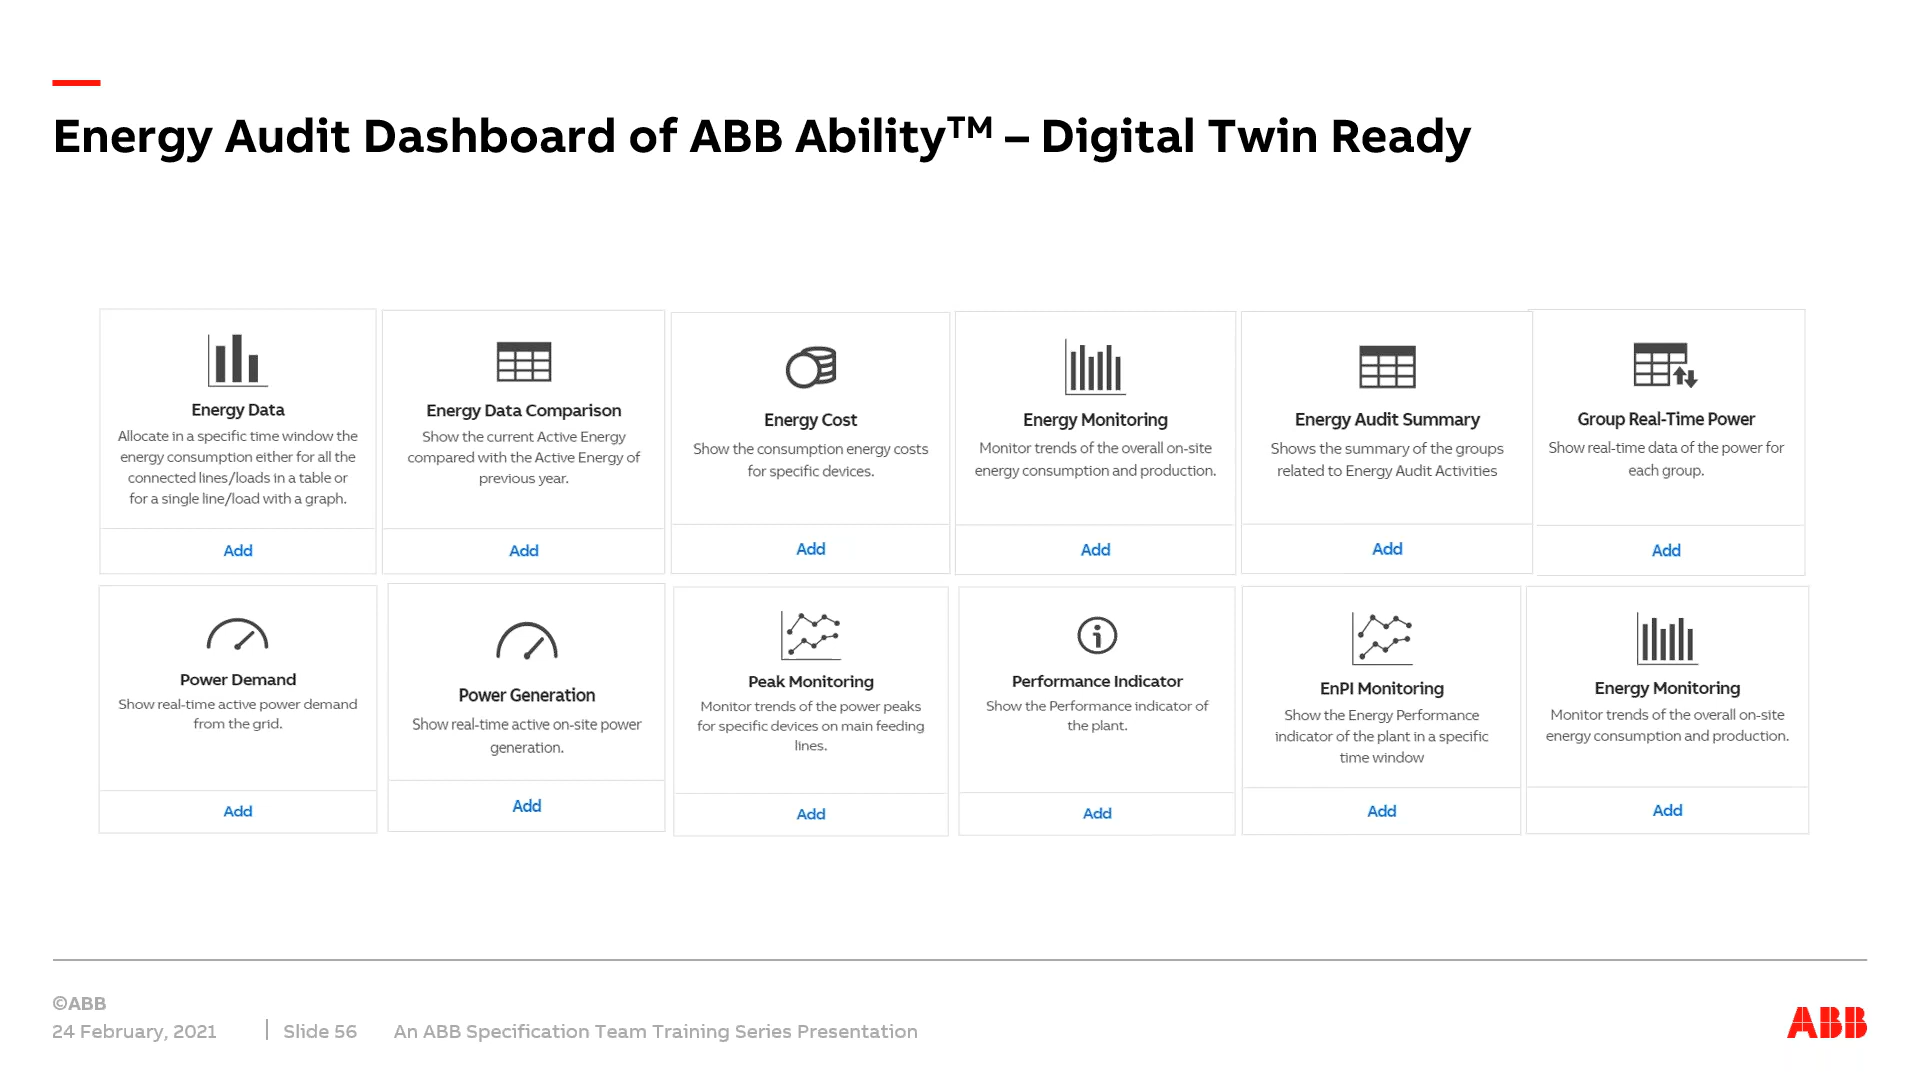 Energy Audit Dashboard of ABB Ability™ – Digital Twin Ready
Energy Data
Allocate in a specific time window the
energy consumption either for all the
connected lines/loads in a table or
for a single line/load with a graph.
Add
Energy Data Comparison
Show the current Active Energy
compared with the Active Energy of
previous year.
Add
Energy Cost
Show the consumption energy costs
for specific devices.
Add
Energy Monitoring
Monitor trends of the overall on-site
energy consumption and production.
Add
Energy Audit Summary
Shows the summary of the groups
related to Energy Audit Activities
Add
Group Real-Time Power
Show real-time data of the power for
each group.
Add
Power Demand
Show real-time active power demand
from the grid.
Add
Power Generation
Show real-time active on-site power
generation.
Add
Peak Monitoring
Monitor trends of the power peaks
for specific devices on main feeding
lines.
Add
Performance Indicator
Show the Performance indicator of
the plant.
Add
EnPI Monitoring
Show the Energy Performance
indicator of the plant in a specific
time window
Add
Energy Monitoring
Monitor trends of the overall on-site
energy consumption and production.
Add
©ABB
24 February, 2021 | Slide 56 An ABB Specification Team Training Series Presentation
ABB